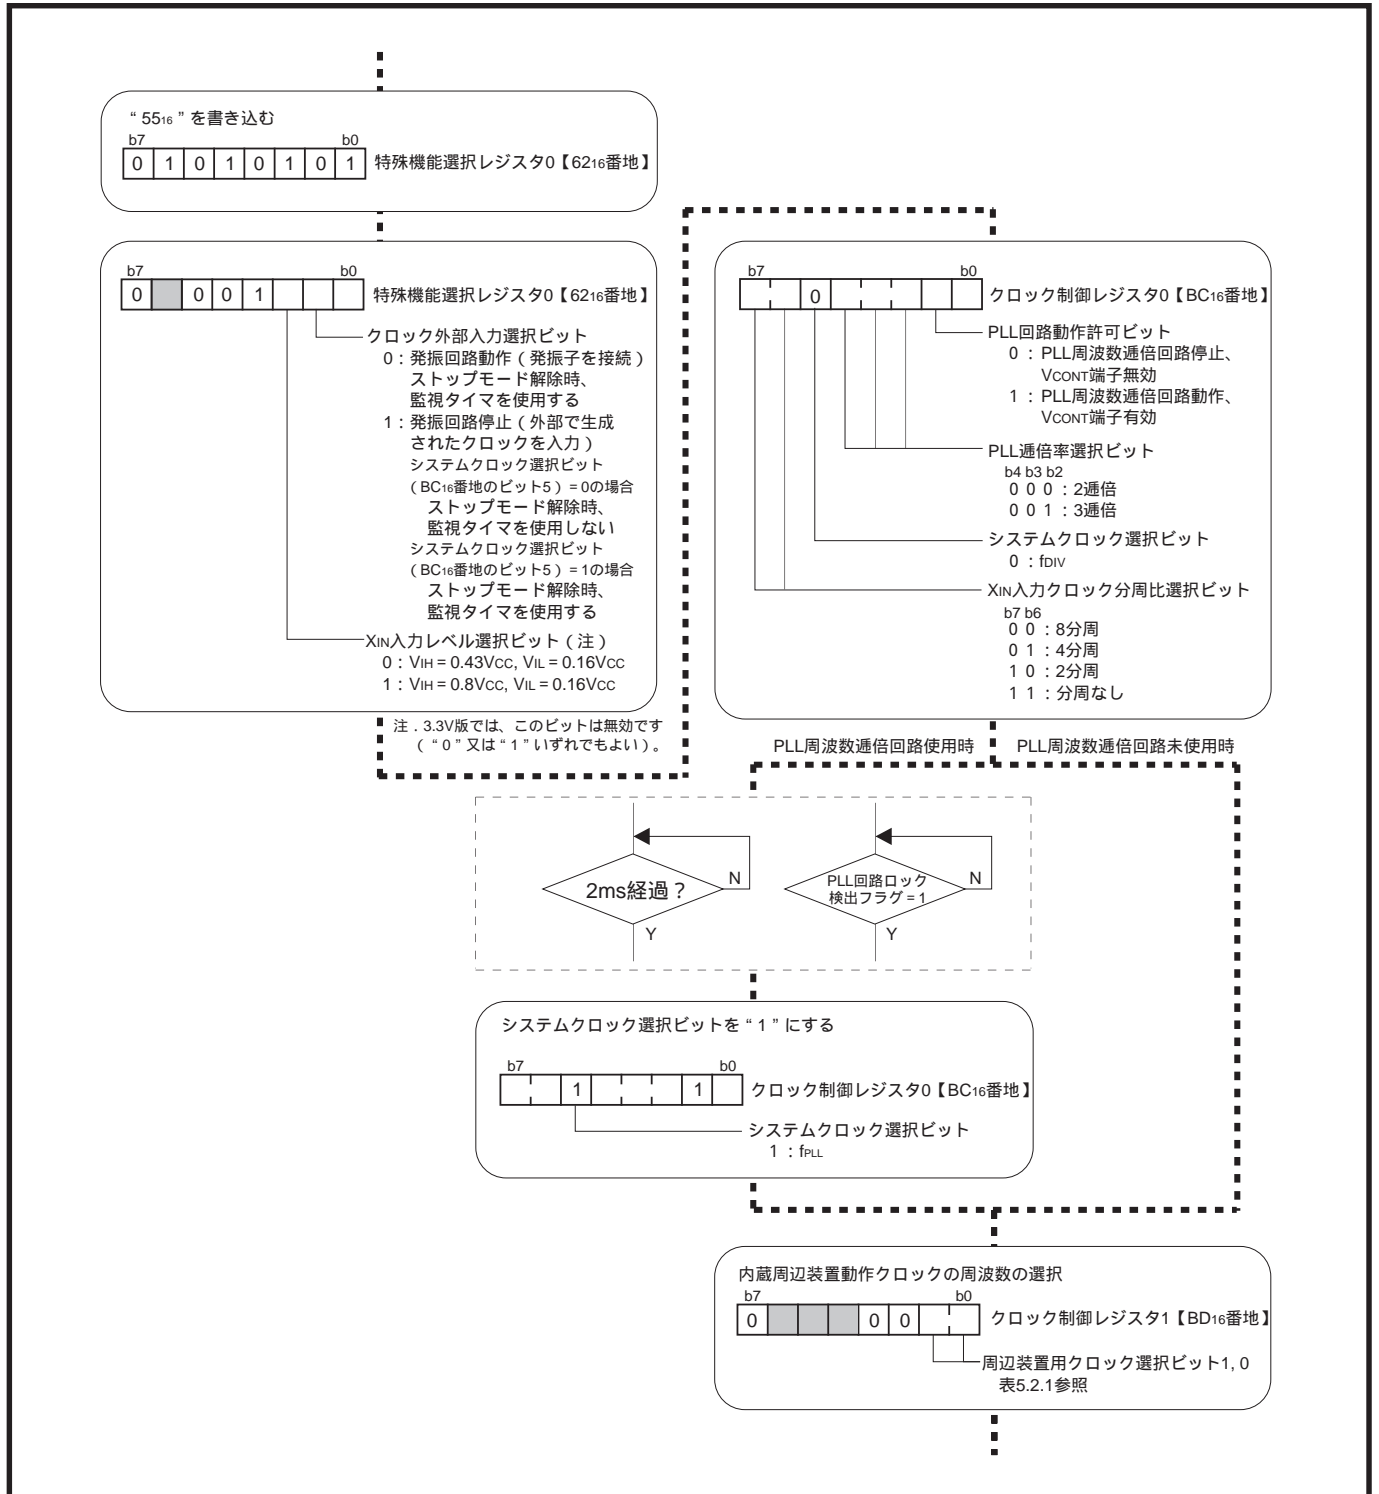 “ 5516 ” を書き込む
b7 b0
0 1 0 1 0 1 0 1 特殊機能選択レジスタ0【6216番地】
b7 b0
0 0 0 1 特殊機能選択レジスタ0【6216番地】
クロック外部入力選択ビット
0：発振回路動作（発振子を接続）
ストップモード解除時、
監視タイマを使用する
1：発振回路停止（外部で生成
されたクロックを入力）
システムクロック選択ビット
（BC16番地のビット5）= 0の場合
ストップモード解除時、
監視タイマを使用しない
システムクロック選択ビット
（BC16番地のビット5）= 1の場合
ストップモード解除時、
監視タイマを使用する
XIN入力レベル選択ビット（注）
0：VIH = 0.43VCC, VIL = 0.16VCC
1：VIH = 0.8VCC, VIL = 0.16VCC
注．3.3V版では、このビットは無効です
（“ 0 ” 又は “ 1 ” いずれでもよい）。
b7 b0
0 クロック制御レジスタ0【BC16番地】
PLL回路動作許可ビット
0 ：PLL周波数逓倍回路停止、
VCONT端子無効
1 ：PLL周波数逓倍回路動作、
VCONT端子有効
PLL逓倍率選択ビット
b4 b3 b2
0 0 0 ：2逓倍
0 0 1 ：3逓倍
システムクロック選択ビット
0 ：fDIV
XIN入力クロック分周比選択ビット
b7 b6
0 0 ：8分周
0 1 ：4分周
1 0 ：2分周
1 1 ：分周なし
PLL周波数逓倍回路使用時 PLL周波数逓倍回路未使用時
2ms経過？ N
Y
PLL回路ロック
検出フラグ = 1 N
Y
システムクロック選択ビットを “ 1 ” にする
b7 b0
1 1 クロック制御レジスタ0【BC16番地】
システムクロック選択ビット
1 ：fPLL
内蔵周辺装置動作クロックの周波数の選択
b7 b0
0 0 0 クロック制御レジスタ1【BD16番地】
周辺装置用クロック選択ビット1, 0
表5.2.1参照